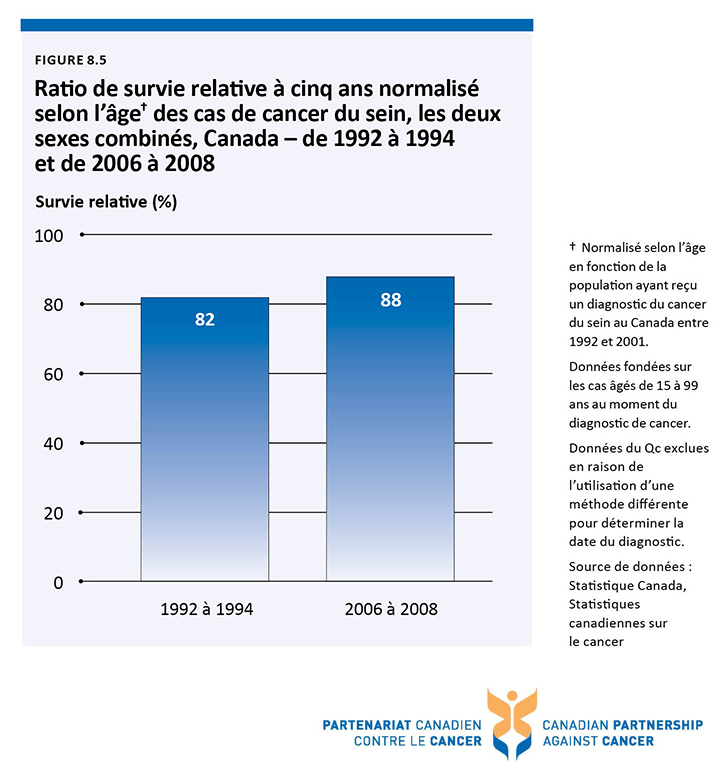 FIGURE 8.5
Ratio de survie relative à cinq ans normalisé
selon l’âge† des cas de cancer du sein, les deux
sexes combinés, Canada – de 1992 à 1994
et de 2006 à 2008
Survie relative (%)
100
80
60
40
20
0
82
88
1992 à 1994
2006 à 2008
† Normalisé selon l’âge
en fonction de la
population ayant reçu
un diagnostic du cancer
du sein au Canada entre
1992 et 2001.
Données fondées sur
les cas âgés de 15 à 99
ans au moment du
diagnostic de cancer.
Données du Qc exclues
en raison de
l’utilisation d’une
méthode différente
pour déterminer la
date du diagnostic.
Source de données :
Statistique Canada,
Statistiques
canadiennes sur
le cancer
PARTENARIAT CANADIEN
CONTRE LE CANCER
CANADIAN PARTNERSHIP
AGAINST CANCER